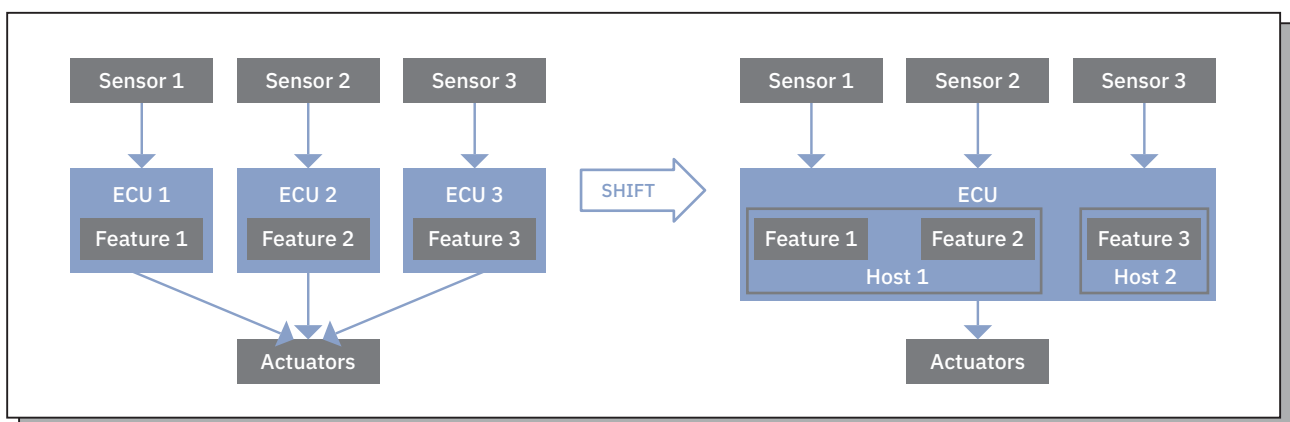 Sensor 1
Sensor 2
Sensor 3
ECU 1
ECU 2
ECU 3
Feature 1
Feature 2
Feature 3
Actuators
SHIFT
Sensor 1
Sensor 2
Sensor 3
ECU
Feature 1
Feature 2
Feature 3
Host 1
Host 2
Actuators